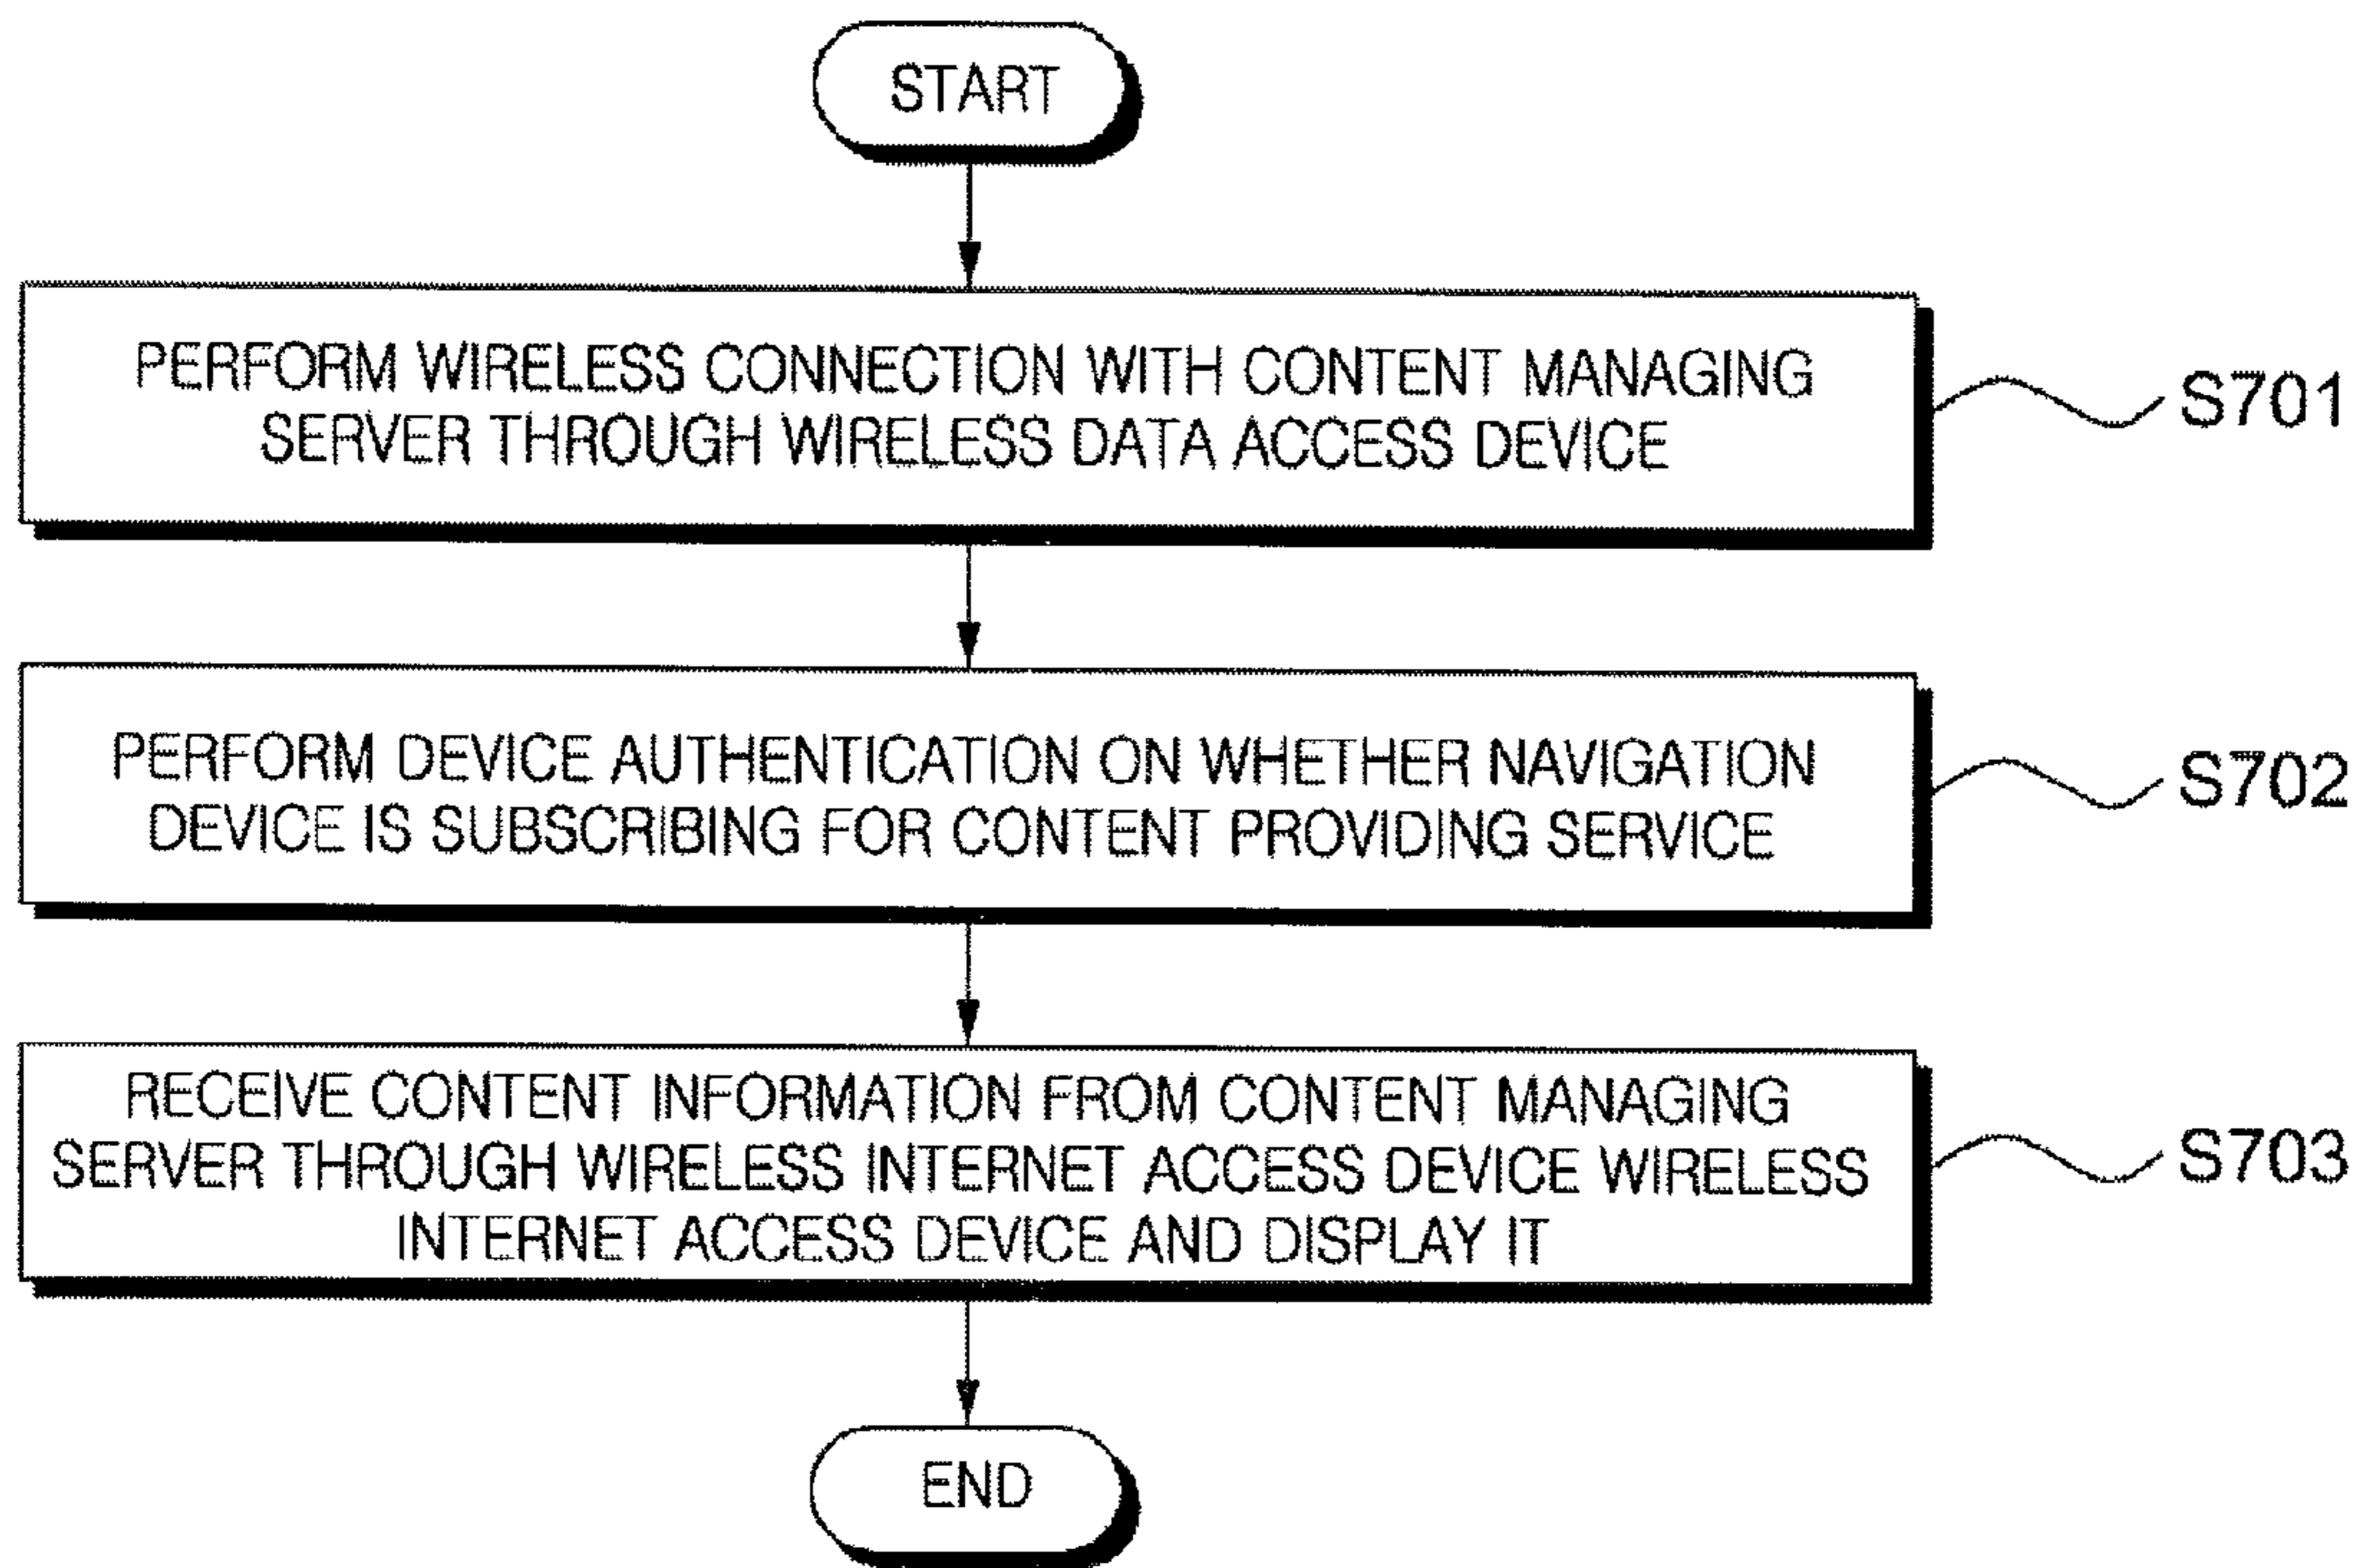 START
PERFORM WIRELESS CONNECTION WITH CONTENT MANAGING
SERVER THROUGH WIRELESS DATA ACCESS DEVICE
S701
PERFORM DEVICE AUTHENTICATION ON WHETHER NAVIGATION
DEVICE IS SUBSCRIBING FOR CONTENT PROVIDING SERVICE
S702
RECEIVE CONTENT INFORMATION FROM CONTENT MANAGING
SERVER THROUGH WIRELESS INTERNET ACCESS DEVICE WIRELESS
INTERNET ACCESS DEVICE AND DISPLAY IT
S703
END